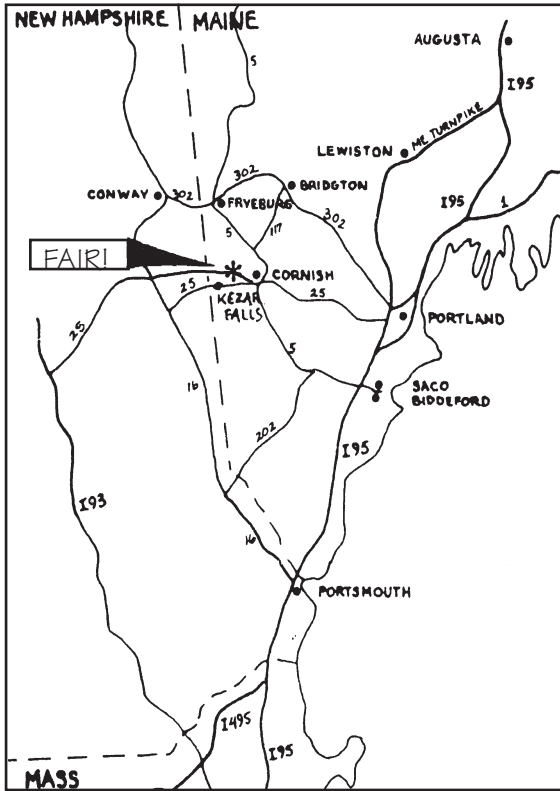 NEW HAMPSHIRE
MAINE
AUGUSTA
5
I95
ME. TURNPIKE
LEWISTON
302
BRIDGTON
CONWAY
302
FRYEBURG
302
I95
1
5
117
FAIR!
CORNISH
25
KEZAR
FALLS
25
PORTLAND
25
5
SACO
BIDDEFORD
16
202
I95
I93
16
PORTSMOUTH
I495
I95
MASS